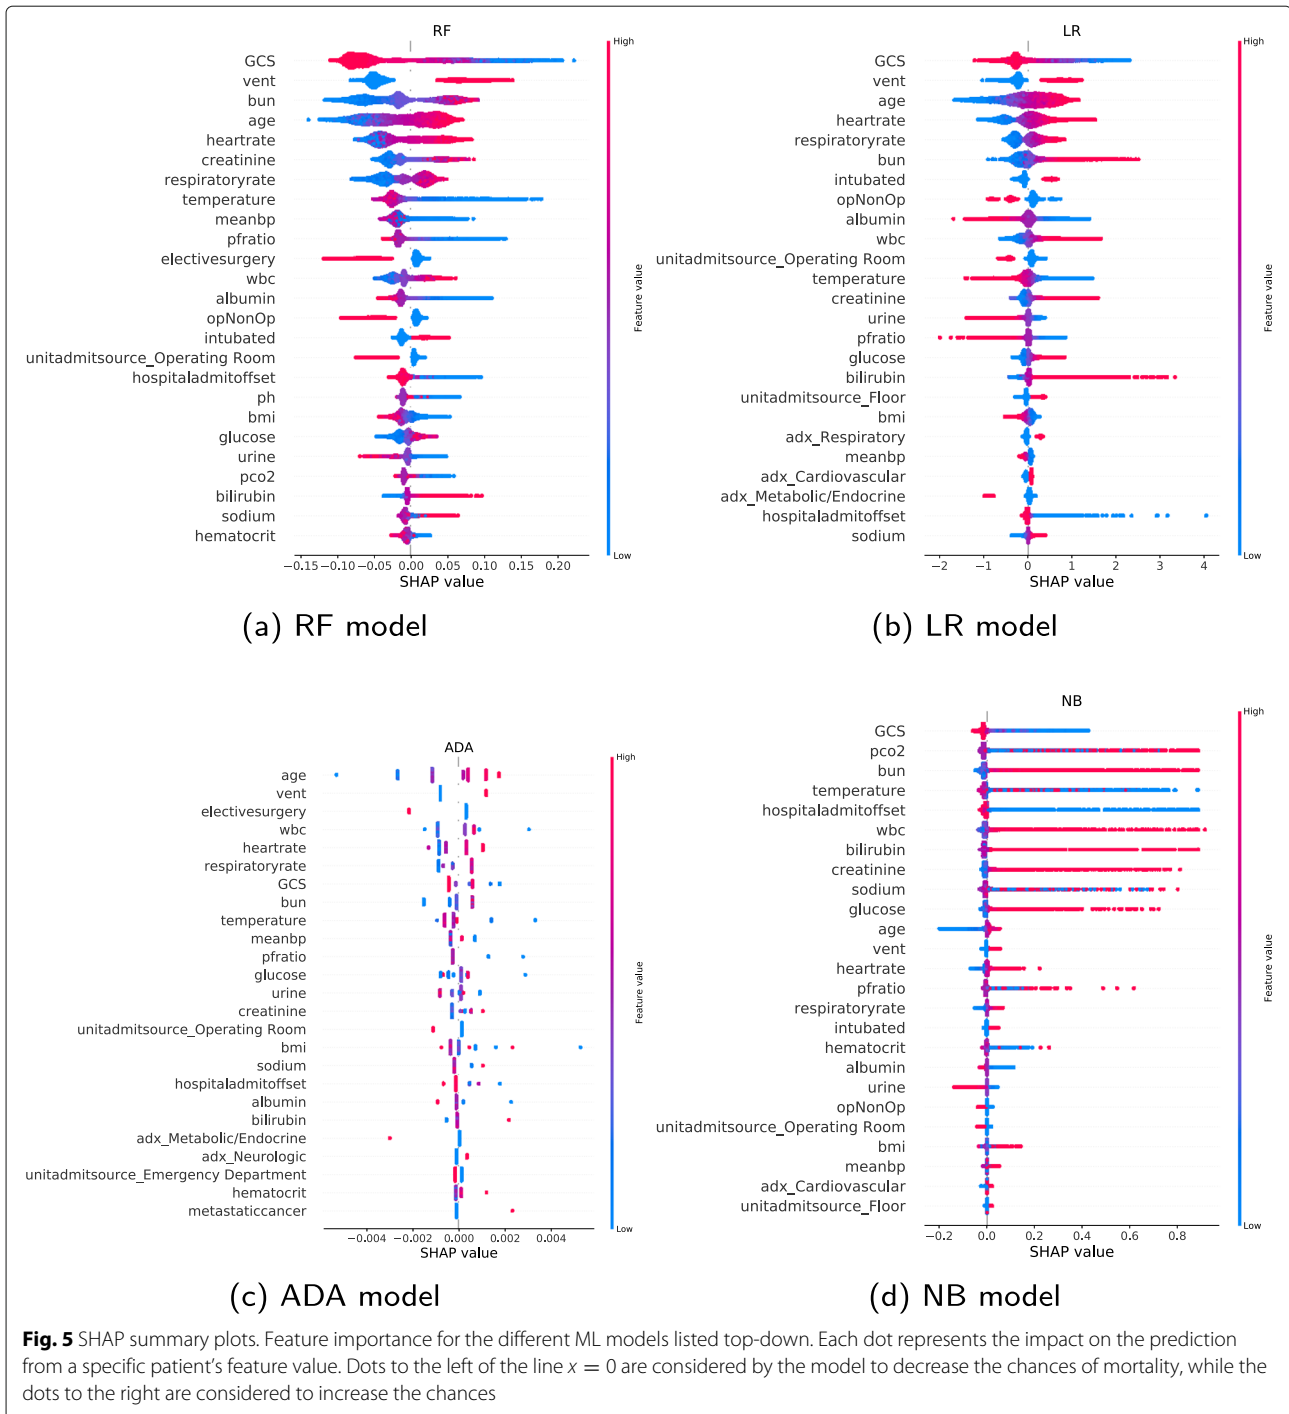 RF
GCS
vent
bun
age
heartrate
creatinine
respiratoryrate
temperature
meanbp
pfratio
electivesurgery
wbc
albumin
opNonOp
intubated
unitadmitsource_Operating Room
hospitaladmitoffset
ph
bmi
glucose
urine
pco2
bilirubin
sodium
hematocrit
−0.15 −0.10 −0.05 0.00 0.05 0.10 0.15 0.20
SHAP value
High
Feature value
Low
(a) RF model
LR
GCS
vent
age
heartrate
respiratoryrate
bun
intubated
opNonOp
albumin
wbc
unitadmitsource_Operating Room
temperature
creatinine
urine
pfratio
glucose
bilirubin
unitadmitsource_Floor
bmi
adx_Respiratory
meanbp
adx_Cardiovascular
adx_Metabolic/Endocrine
hospitaladmitoffset
sodium
−2 −1 0 1 2 3 4
SHAP value
High
Feature value
Low
(b) LR model
ADA
age
vent
electivesurgery
wbc
heartrate
respiratoryrate
GCS
bun
temperature
meanbp
pfratio
glucose
urine
creatinine
unitadmitsource_Operating Room
bmi
sodium
hospitaladmitoffset
albumin
bilirubin
adx_Metabolic/Endocrine
adx_Neurologic
unitadmitsource_Emergency Department
hematocrit
metastaticcancer
−0.004 −0.002 0.000 0.002 0.004
SHAP value
High
Feature value
Low
(c) ADA model
NB
GCS
pco2
bun
temperature
hospitaladmitoffset
wbc
bilirubin
creatinine
sodium
glucose
age
vent
heartrate
pfratio
respiratoryrate
intubated
hematocrit
albumin
urine
opNonOp
unitadmitsource_Operating Room
bmi
meanbp
adx_Cardiovascular
unitadmitsource_Floor
−0.2 0.0 0.2 0.4 0.6 0.8
SHAP value
High
Feature value
Low
(d) NB model
Fig. 5 SHAP summary plots. Feature importance for the different ML models listed top-down. Each dot represents the impact on the prediction
from a specific patient's feature value. Dots to the left of the line x = 0 are considered by the model to decrease the chances of mortality, while the
dots to the right are considered to increase the chances